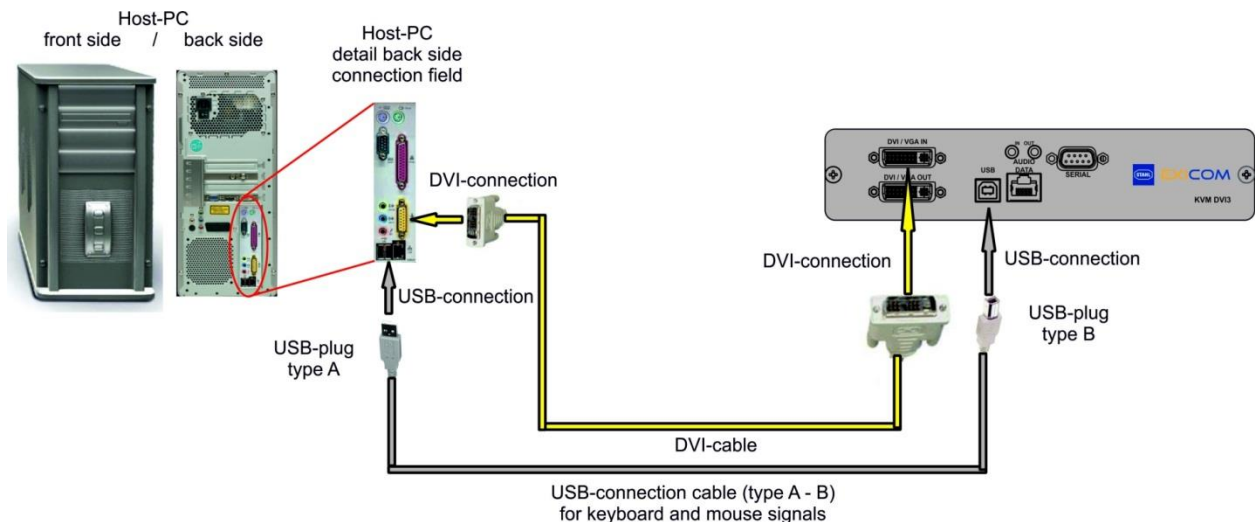 Host-PC
front side / back side
Host-PC
detail back side
connection field
DVI-connection
USB-connection
USB-plug
type A
DVI / VGA IN
DVI / VGA OUT
IN OUT
AUDIO
USB
DATA
SERIAL
STAHL
COM
KVM DVI3
DVI-connection
USB-connection
USB-plug
type B
DVI-cable
USB-connection cable (type A - B)
for keyboard and mouse signals